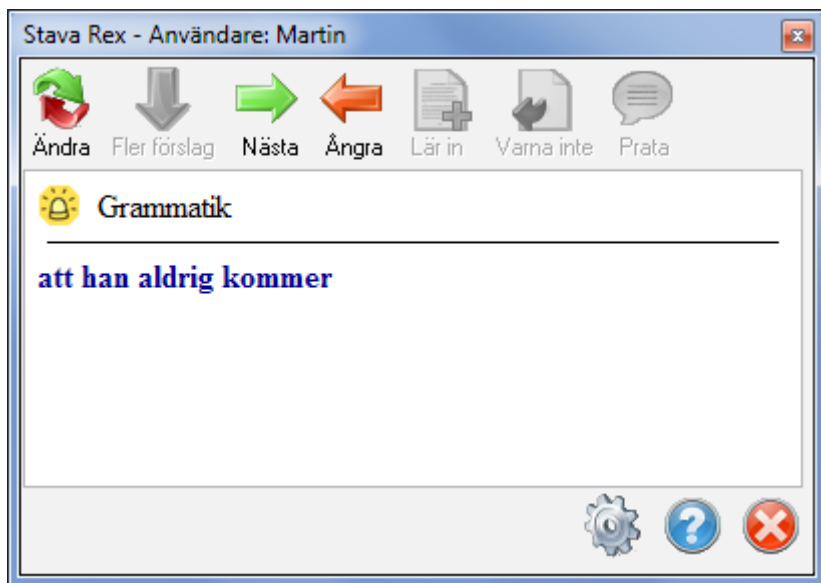 Stava Rex - Användare: Martin
Ändra Fler förslag Nästa Ångra Lär in Varna inte Prata
Grammatik
att han aldrig kommer